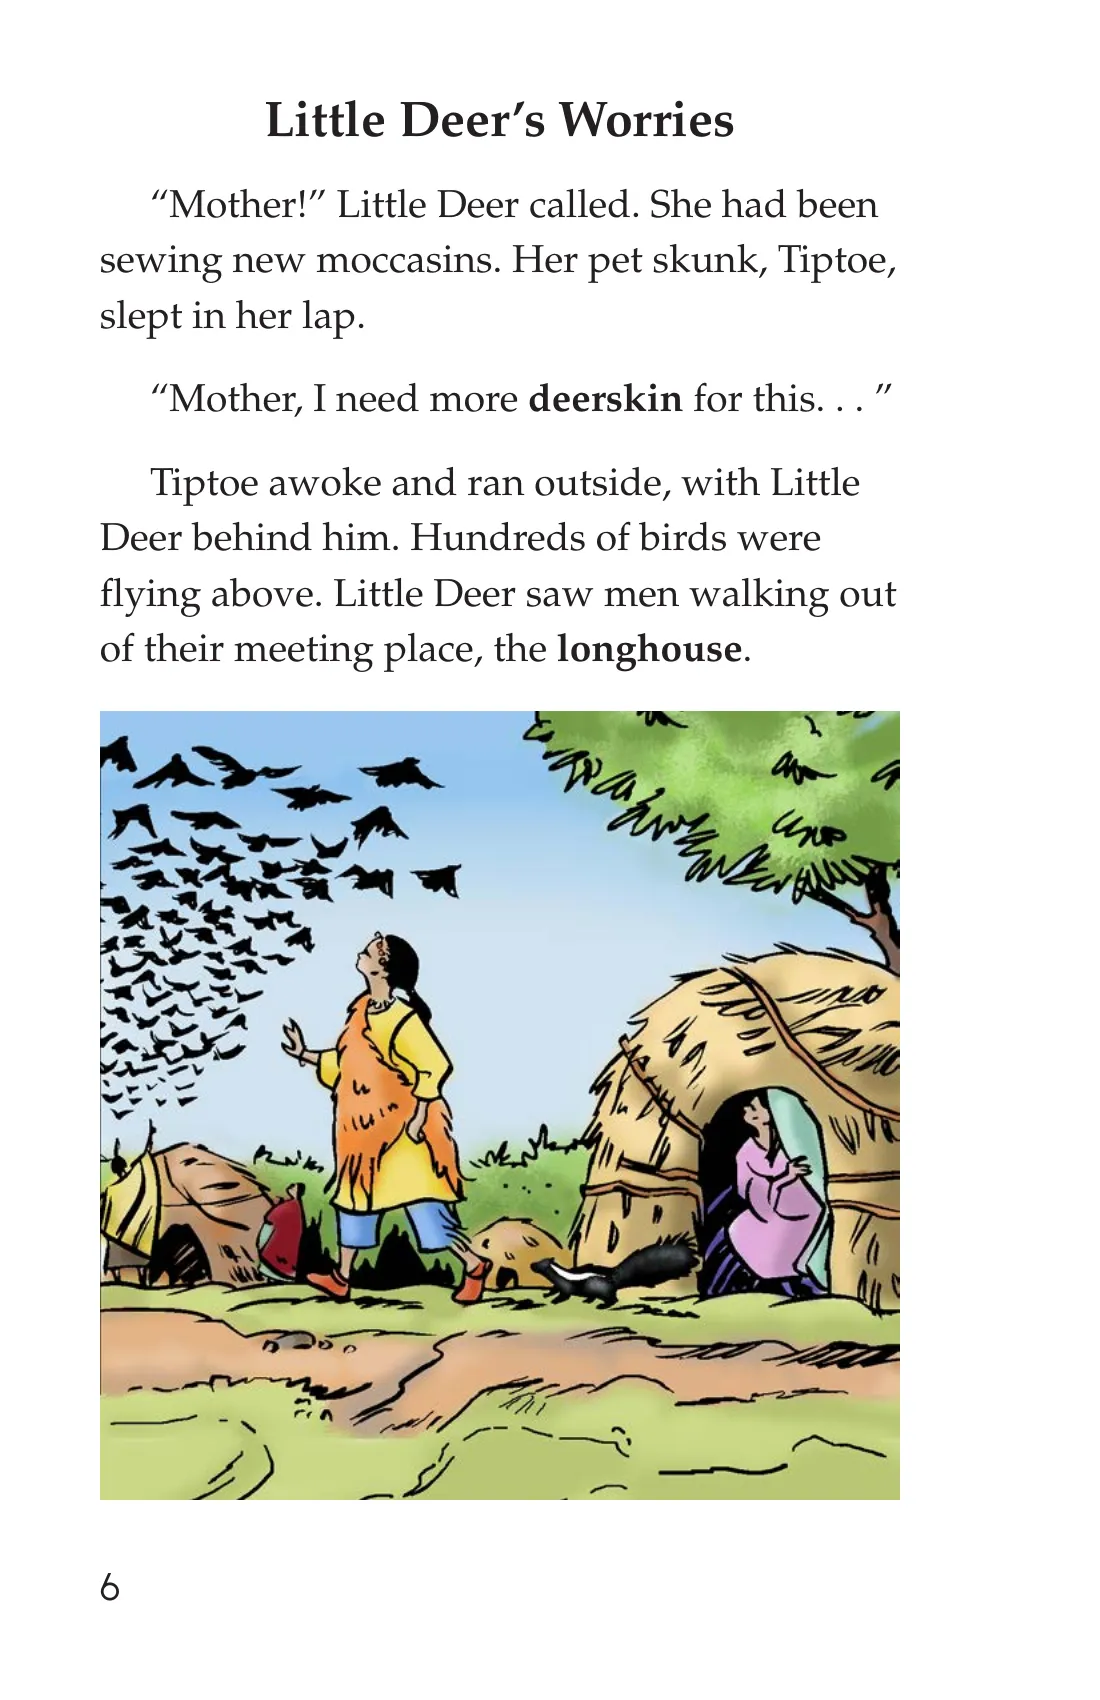 Little Deer’s Worries
“Mother!” Little Deer called. She had been
sewing new moccasins. Her pet skunk, Tiptoe,
slept in her lap.
“Mother, I need more deerskin for this. . . ”
Tiptoe awoke and ran outside, with Little
Deer behind him. Hundreds of birds were
flying above. Little Deer saw men walking out
of their meeting place, the longhouse.
6